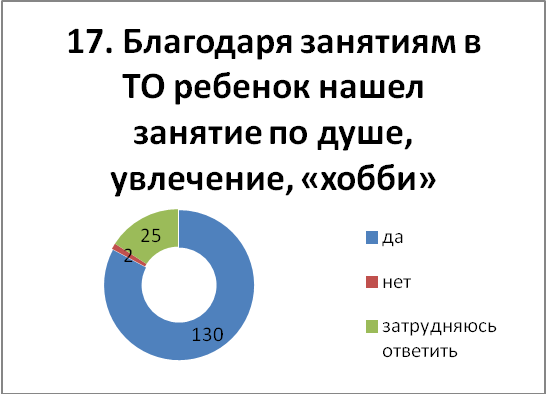 17. Благодаря занятиям в
ТО ребенок нашел
занятие по душе,
увлечение, «хобби»
25
2
130
да
нет
затрудняюсь
ответить